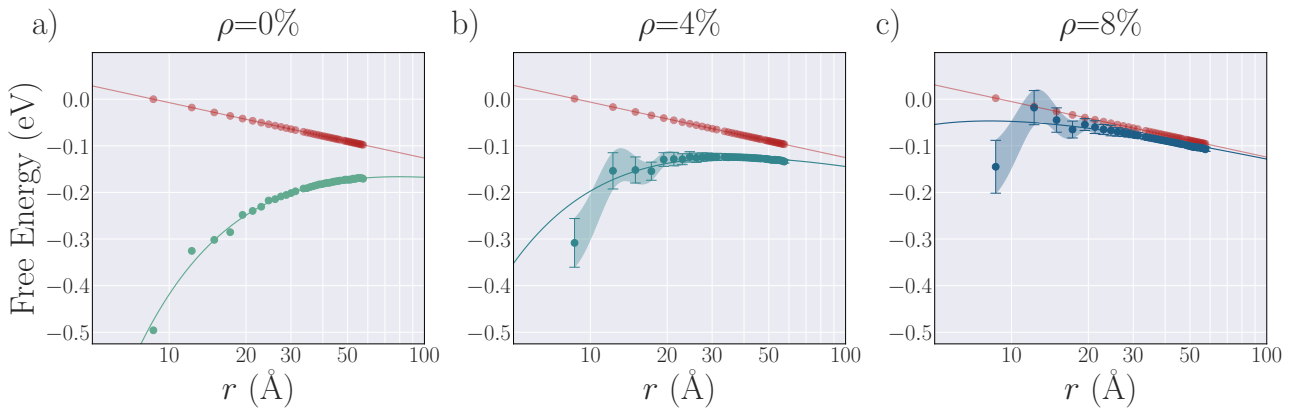 a) ρ=0% b) ρ=4% c) ρ=8%
Free Energy (eV)
0.0 0.0 0.0
−0.1 −0.1 −0.1
−0.2 −0.2 −0.2
−0.3 −0.3 −0.3
−0.4 −0.4 −0.4
−0.5 −0.5 −0.5
10 20 30 50 100 10 20 30 50 100 10 20 30 50 100
r (Å) r (Å) r (Å)